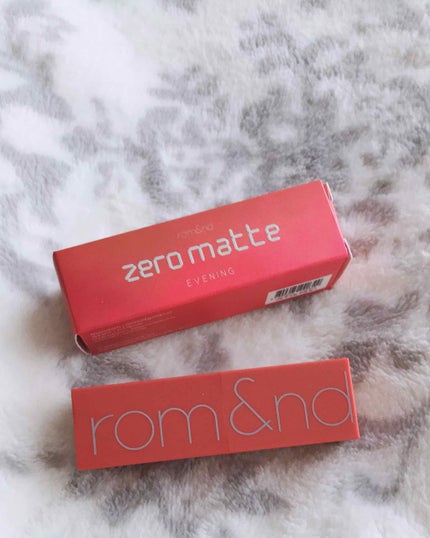 rom&nd
zero matte
EVENING
rom&nd